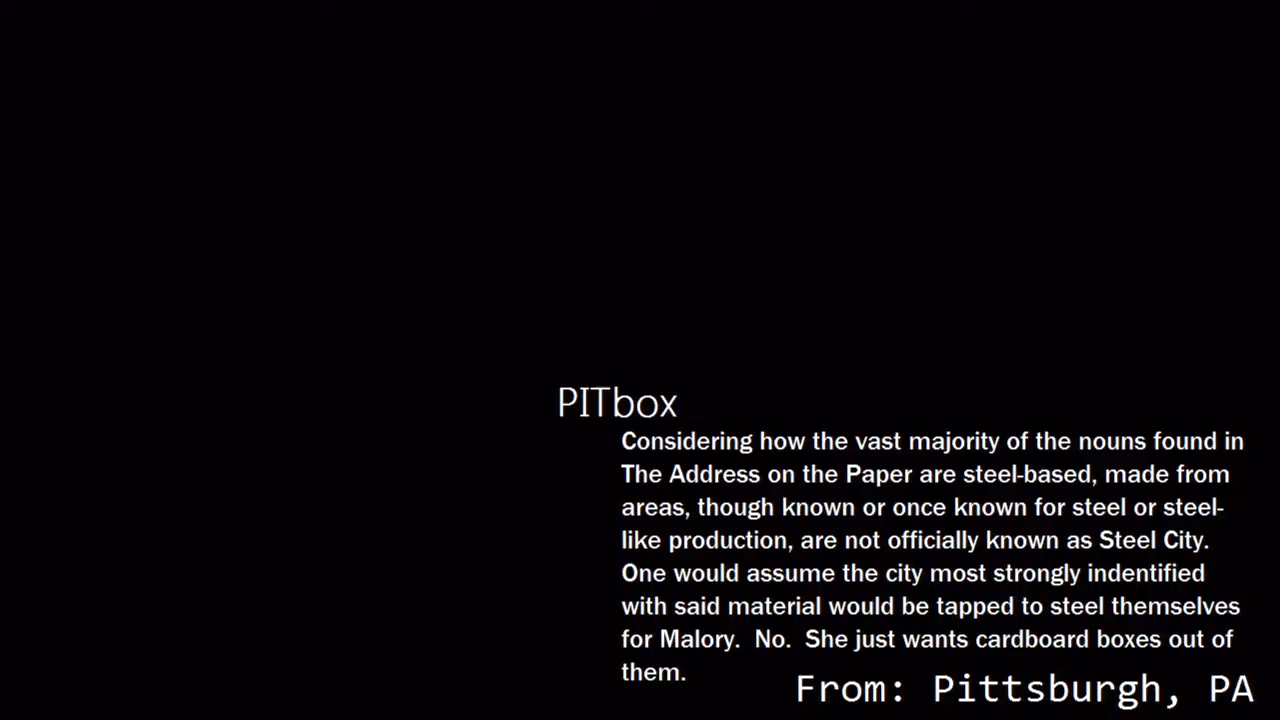 PITbox
Considering how the vast majority of the nouns found in
The Address on the Paper are steel-based, made from
areas, though known or once known for steel or steel-
like production, are not officially known as Steel City.
One would assume the city most strongly indentified
with said material would be tapped to steel themselves
for Malory.  No.  She just wants cardboard boxes out of
them.
From: Pittsburgh, PA